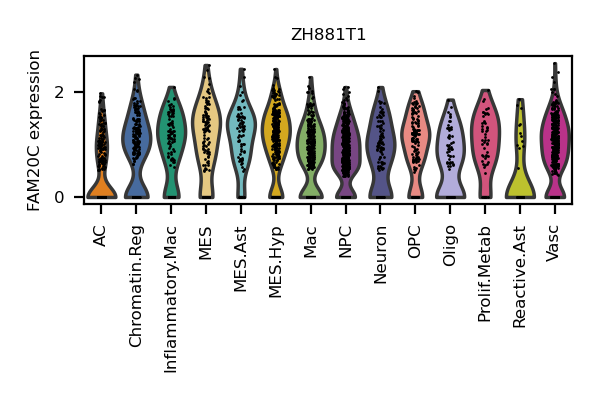 ZH881T1
FAM20C expression
2
0
AC
Chromatin.Reg
Inflammatory.Mac
MES
MES.Ast
MES.Hyp
Mac
NPC
Neuron
OPC
Oligo
Prolif.Metab
Reactive.Ast
Vasc